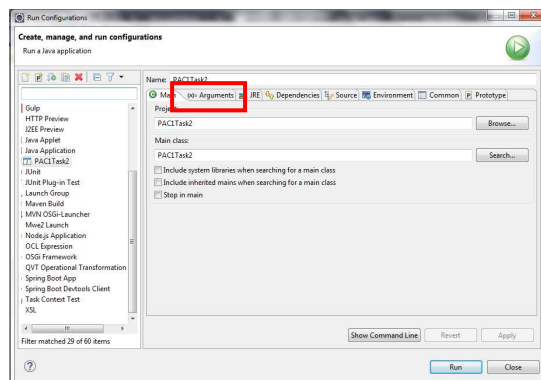 Run Configurations
Create, manage, and run configurations
Run a Java application
Name: PAC1Task2
Main (x)= Arguments JRE Dependencies Source Environment Common Prototype
Project:
PAC1Task2 Browse...
Main class:
PAC1Task2 Search...
Include system libraries when searching for a main class
Include inherited mains when searching for a main class
Stop in main
Gulp
HTTP Preview
J2EE Preview
Java Applet
Java Application
PAC1Task2
JUnit
JUnit Plug-in Test
Launch Group
Maven Build
MVN OSGi-Launcher
Mwe2 Launch
Node.js Application
OCL Expression
OSGi Framework
QVT Operational Transformation
Spring Boot App
Spring Boot Devtools Client
Task Context Test
XSL
Filter matched 29 of 60 items
Show Command Line Revert Apply
Run Close